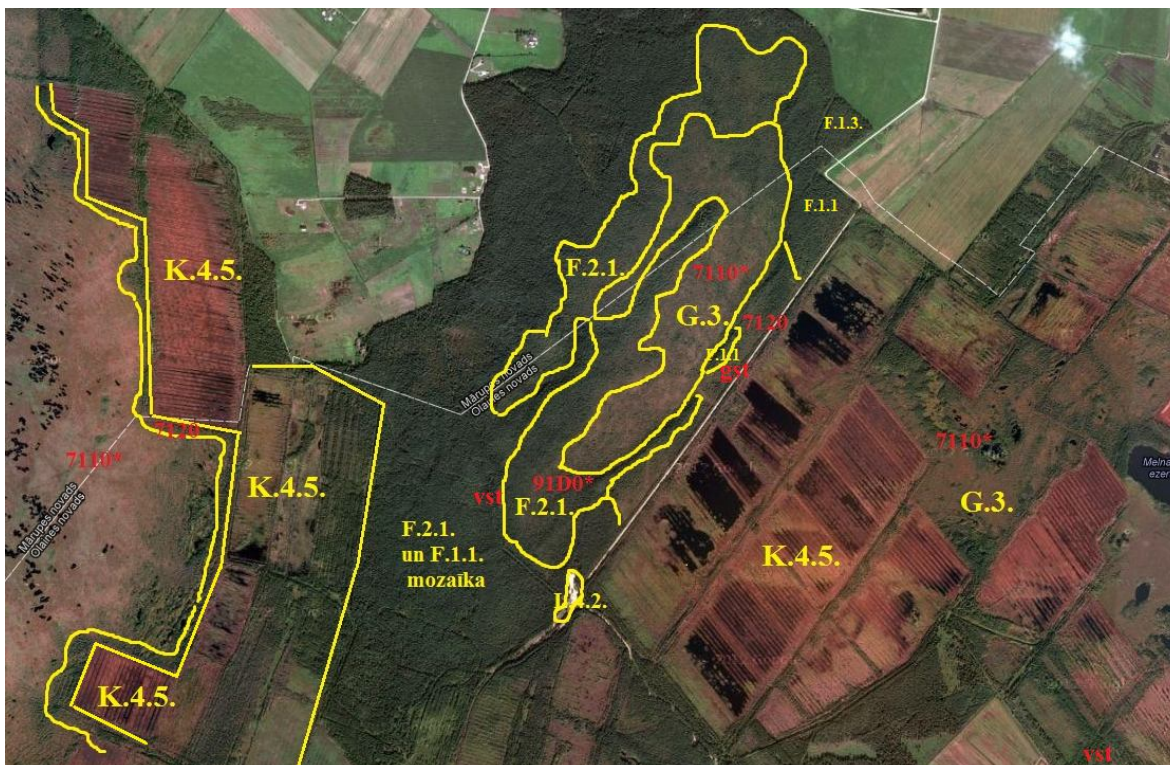 F.1.3.
F.1.1
K.4.5.
F.2.1.
7110*
G.3.
7120
F.1.1
gst
Mārupes novads
Olaines novads
7120
7110*
7110*
Melna
ezer
K.4.5.
91D0*
vst
F.2.1.
G.3.
Mārupes novads
Olaines novads
F.2.1.
un F.1.1.
mozaīka
K.4.5.
K.4.5.
vst